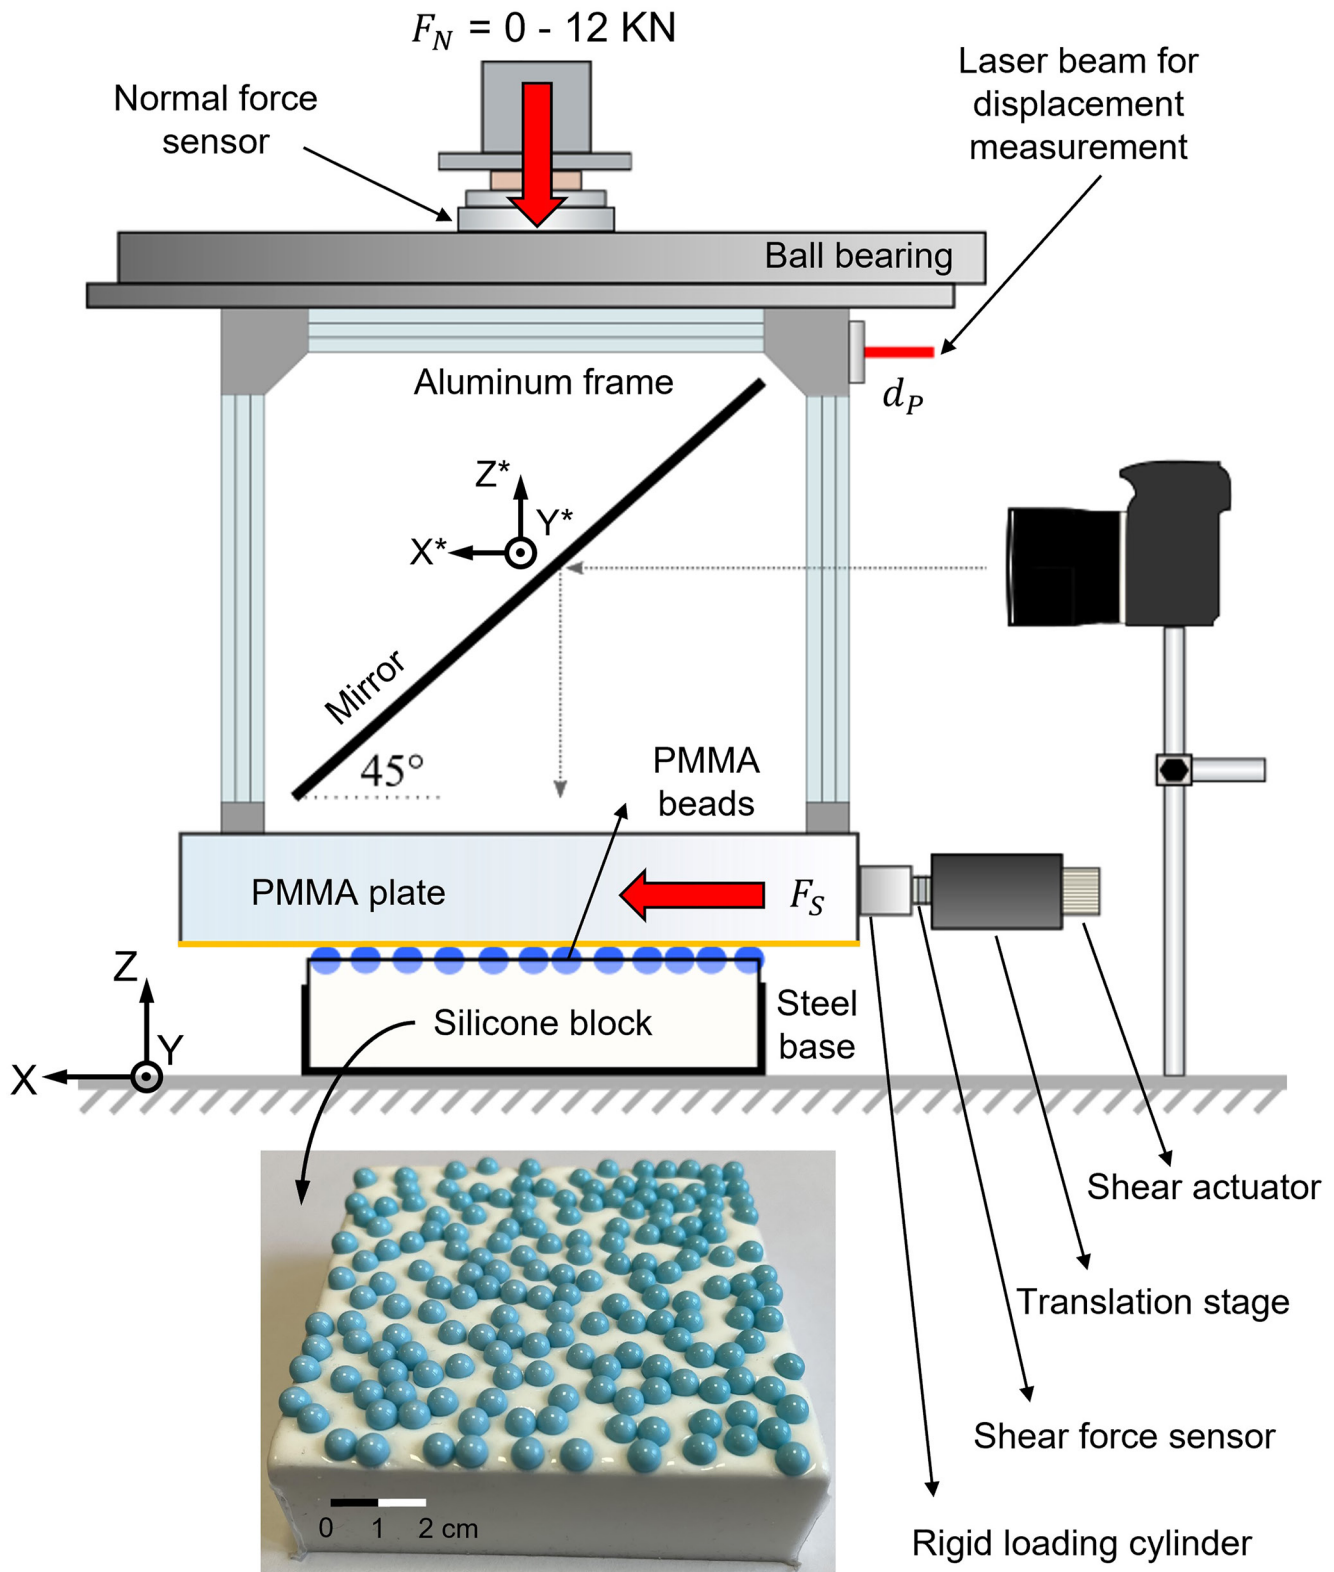 F_N = 0 - 12 KN
Normal force
sensor
Laser beam for
displacement
measurement
Ball bearing
Aluminum frame
d_P
Z*
Y*
X*
Mirror
45°
PMMA
beads
PMMA plate
F_S
Z
Y
X
Silicone block
Steel
base
Shear actuator
Translation stage
Shear force sensor
Rigid loading cylinder
0 1 2 cm